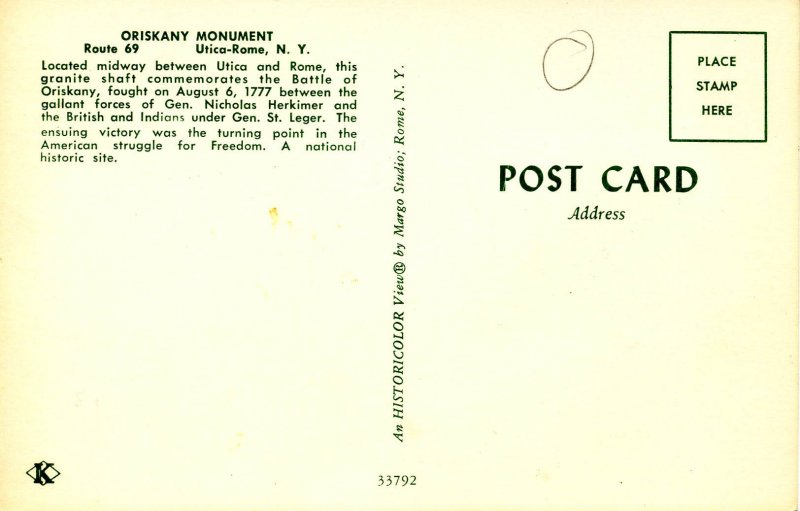 ORISKANY MONUMENT
Route 69 Utica-Rome, N. Y.
Located midway between Utica and Rome, this
granite shaft commemorates the Battle of
Oriskany, fought on August 6, 1777 between the
gallant forces of Gen. Nicholas Herkimer and
the British and Indians under Gen. St. Leger. The
ensuing victory was the turning point in the
American struggle for Freedom. A national
historic site.
An HISTORICOLOR View® by Margo Studio; Rome, N. Y.
PLACE
STAMP
HERE
POST CARD
Address
K
33792